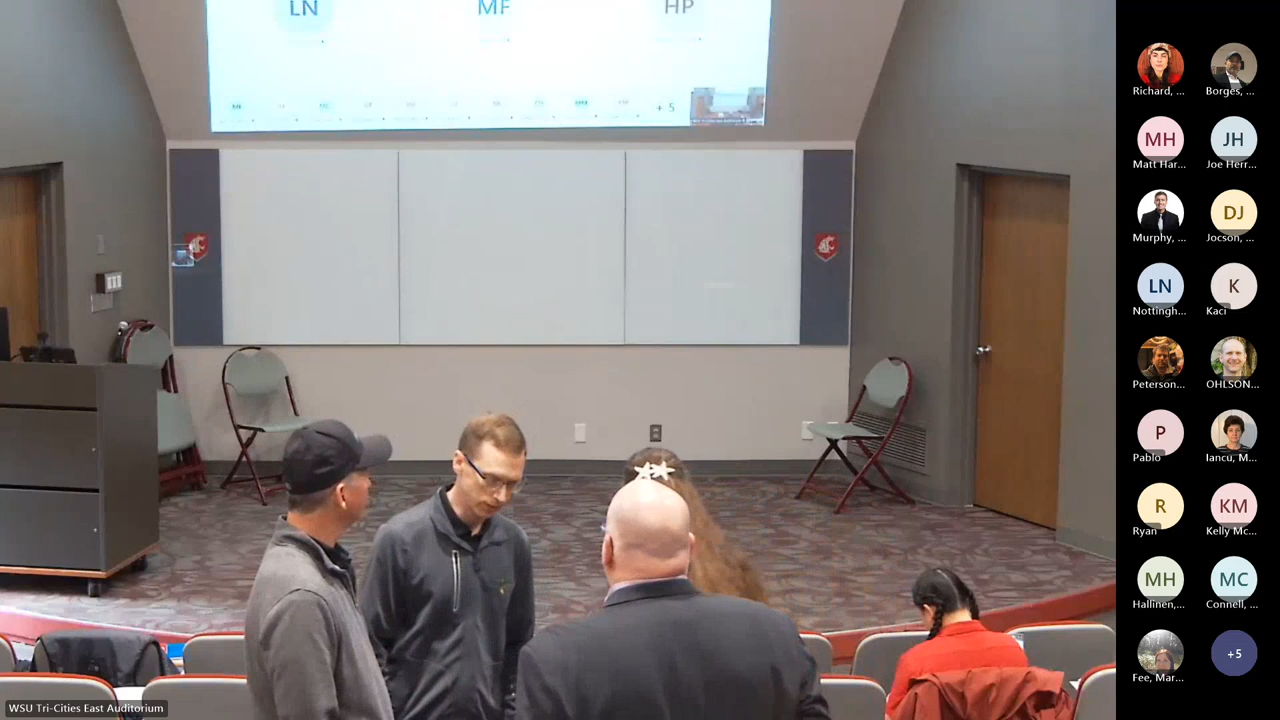 LN MF HP
+ 5
WSU Tri-Cities East Auditorium
Richard, ...
Borges, ...
MH
Matt Har...
JH
Joe Herr...
Murphy, ...
DJ
Jocson, ...
LN
Nottingh...
K
Kaci
Peterson...
OHLSON...
P
Pablo
Iancu, M...
R
Ryan
KM
Kelly Mc...
MH
Hallinen,...
MC
Connell, ...
Fee, Mar...
+5